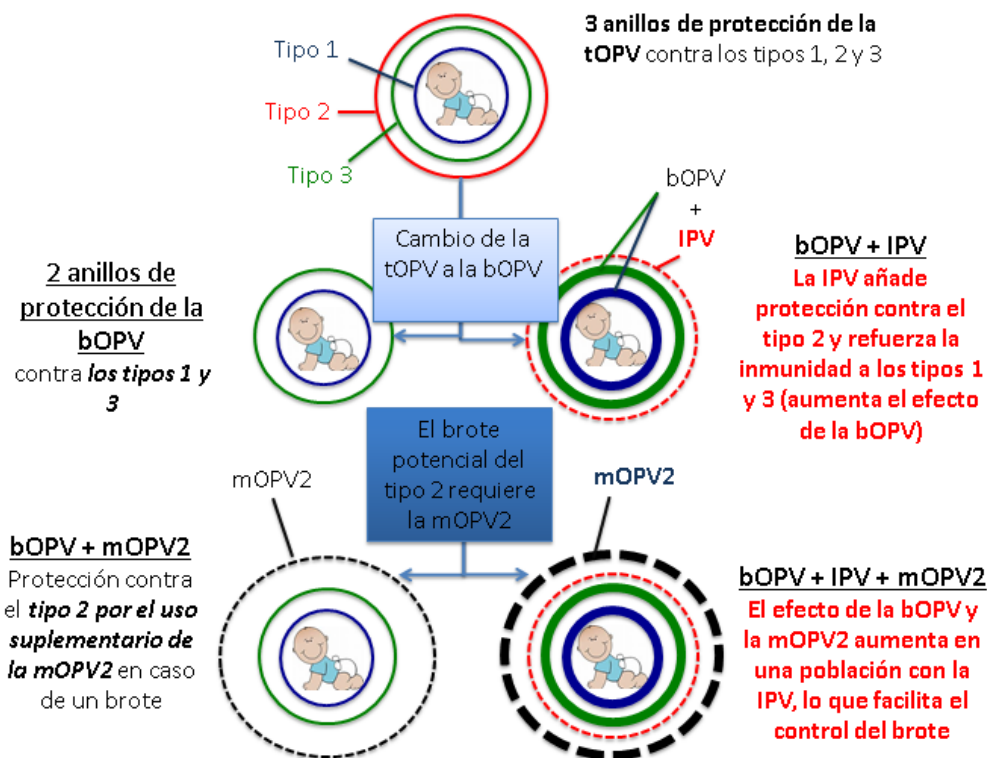 3 anillos de protección de la
tOPV contra los tipos 1, 2 y 3
Tipo 1
Tipo 2
Tipo 3
bOPV
+
IPV
Cambio de la
tOPV a la bOPV
2 anillos de
protección de la
bOPV
contra los tipos 1 y
3
bOPV + IPV
La IPV añade
protección contra el
tipo 2 y refuerza la
inmunidad a los tipos 1
y 3 (aumenta el efecto
de la bOPV)
El brote
potencial del
tipo 2 requiere
la mOPV2
mOPV2
mOPV2
bOPV + mOPV2
Protección contra
el tipo 2 por el uso
suplementario de
la mOPV2 en caso
de un brote
bOPV + IPV + mOPV2
El efecto de la bOPV y
la mOPV2 aumenta en
una población con la
IPV, lo que facilita el
control del brote